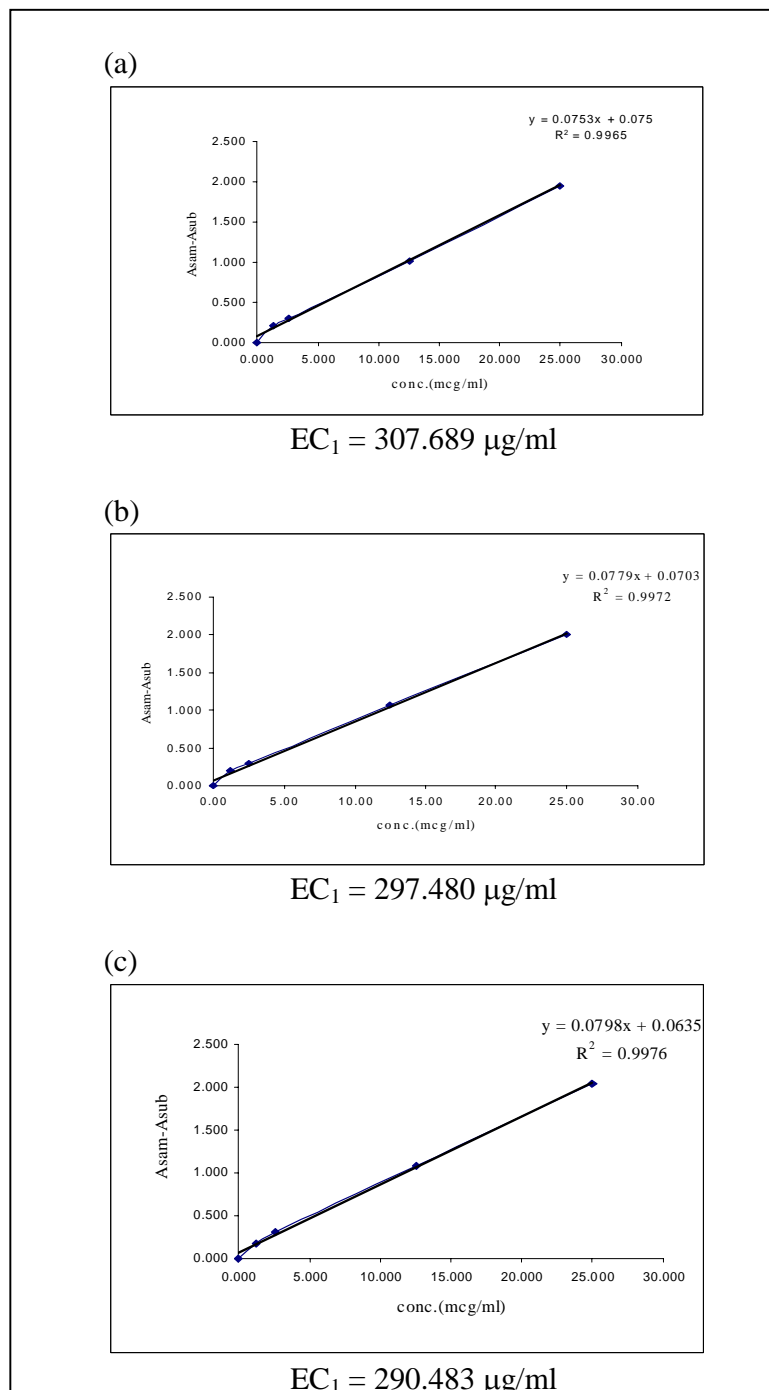 (a)
y = 0.0753x + 0.075
R² = 0.9965
2.500
2.000
1.500
1.000
0.500
0.000
Asam-Asub
0.000 5.000 10.000 15.000 20.000 25.000 30.000
conc.(mcg/ml)
EC₁ = 307.689 µg/ml
(b)
y = 0.0779x + 0.0703
R² = 0.9972
2.500
2.000
1.500
1.000
0.500
0.000
Asam-Asub
0.00 5.00 10.00 15.00 20.00 25.00 30.00
conc.(mcg/ml)
EC₁ = 297.480 µg/ml
(c)
y = 0.0798x + 0.0635
R² = 0.9976
2.500
2.000
1.500
1.000
0.500
0.000
Asam-Asub
0.000 5.000 10.000 15.000 20.000 25.000 30.000
conc.(mcg/ml)
EC₁ = 290.483 µg/ml